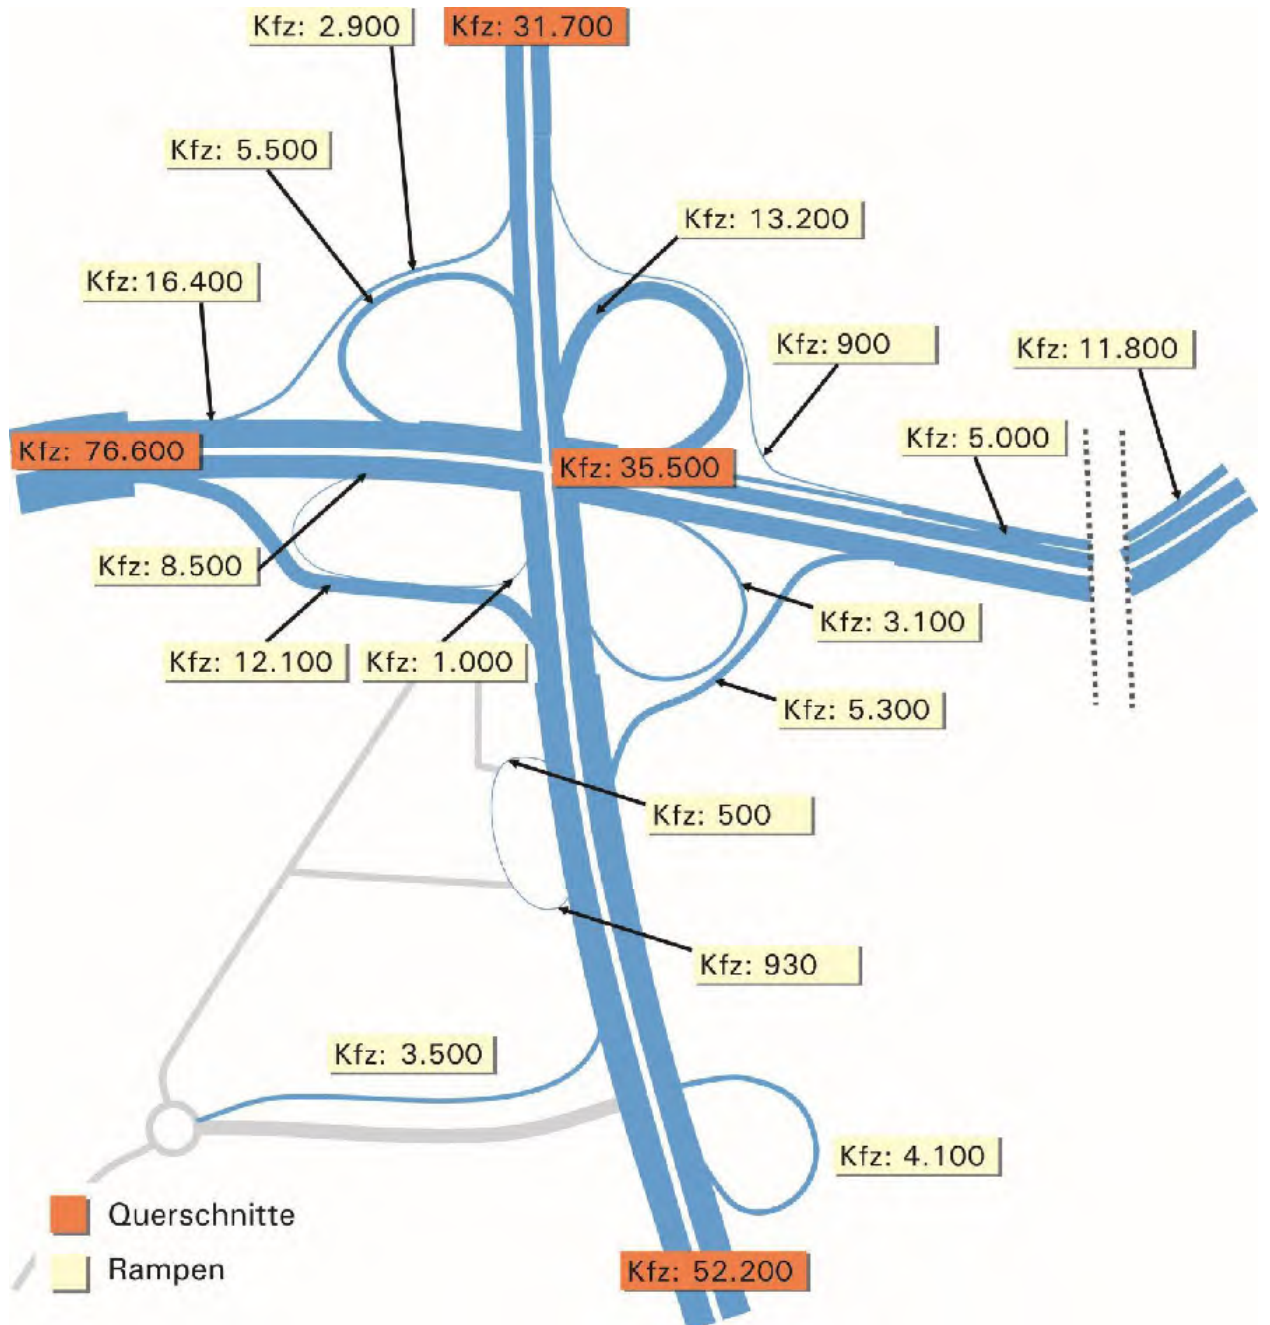 Kfz: 2.900
Kfz: 31.700
Kfz: 5.500
Kfz: 13.200
Kfz: 16.400
Kfz: 900
Kfz: 11.800
Kfz: 76.600
Kfz: 35.500
Kfz: 5.000
Kfz: 8.500
Kfz: 3.100
Kfz: 12.100
Kfz: 1.000
Kfz: 5.300
Kfz: 500
Kfz: 930
Kfz: 3.500
Kfz: 4.100
Querschnitte
Rampen
Kfz: 52.200